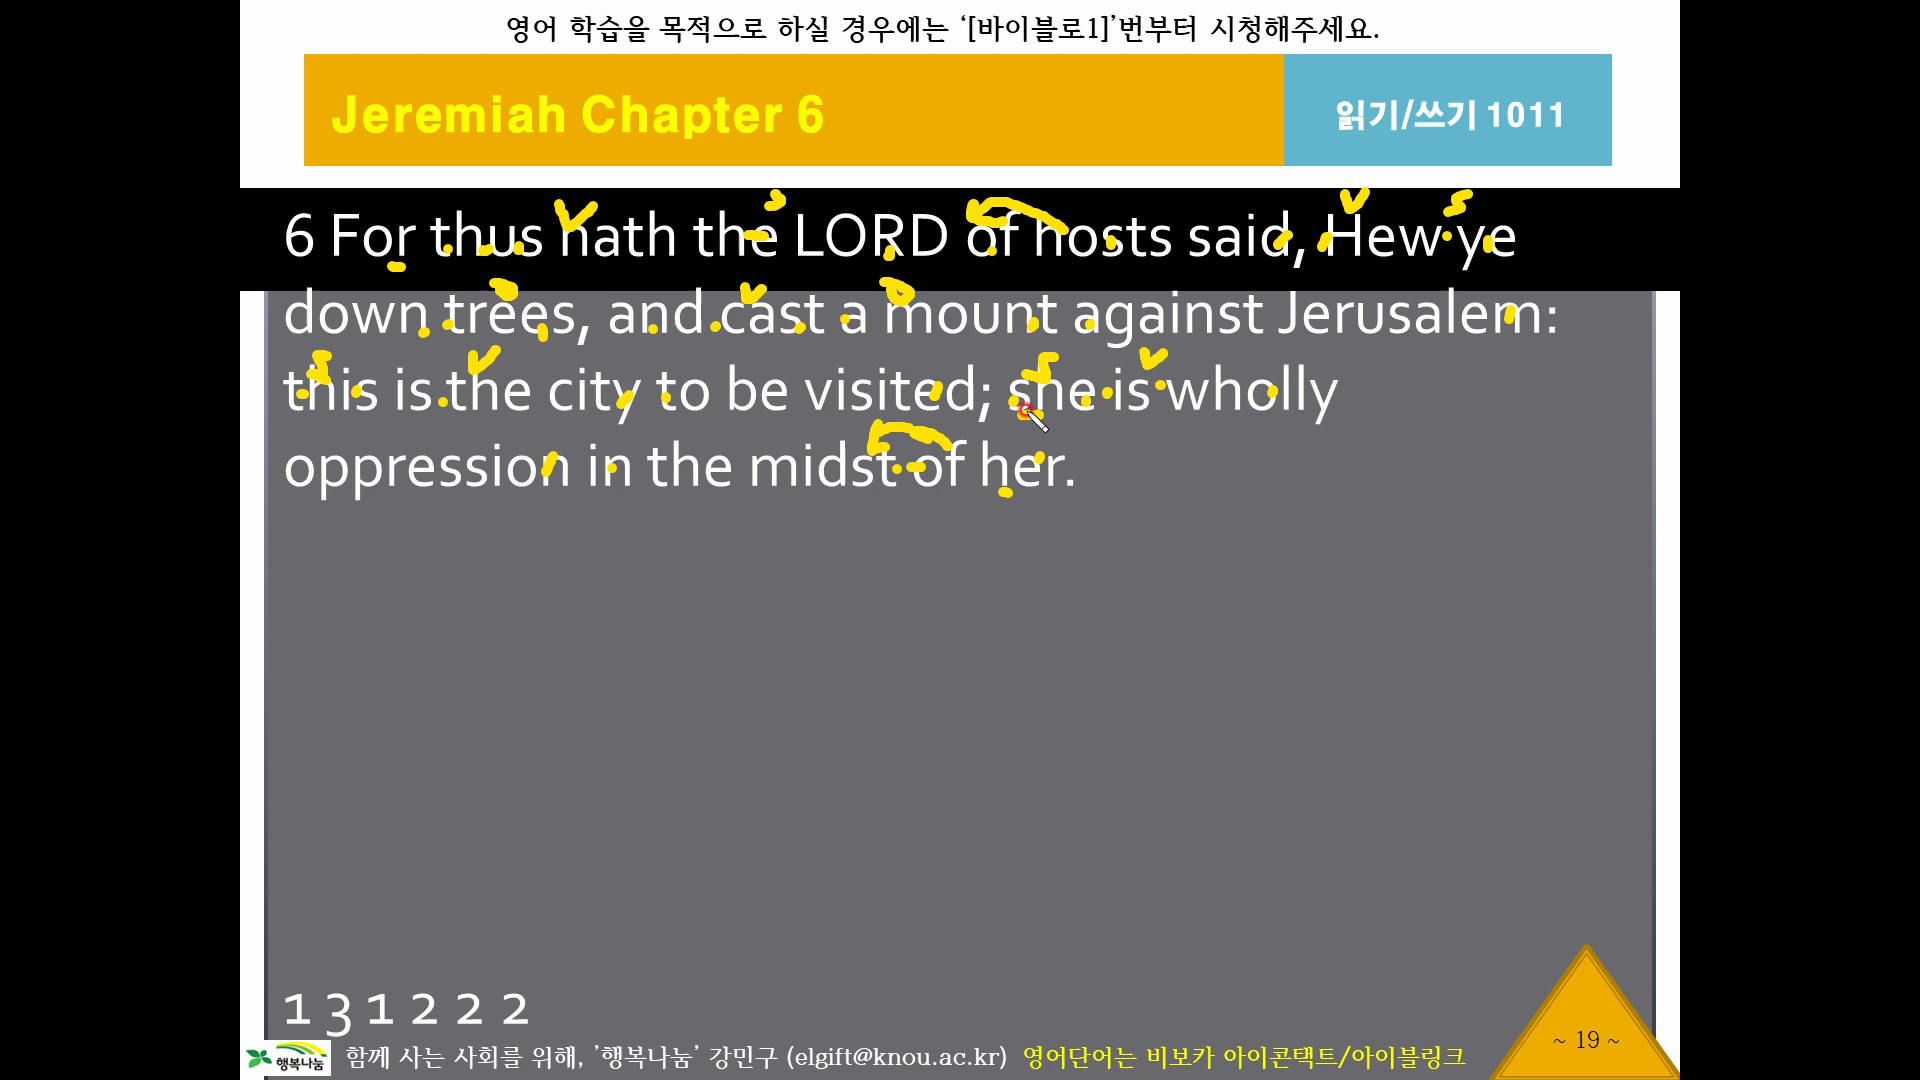 영어 학습을 목적으로 하실 경우에는 ‘[바이블로1]’번부터 시청해주세요.
Jeremiah Chapter 6
읽기/쓰기 1011
6 For thus hath the LORD of hosts said, Hew ye
down trees, and cast a mount against Jerusalem:
this is the city to be visited; she is wholly
oppression in the midst of her.
1 3 1 2 2 2
~ 19 ~
행복나눔
함께 사는 사회를 위해, ’행복나눔’ 강민구 (elgift@knou.ac.kr) 영어단어는 비보카 아이콘택트/아이블링크